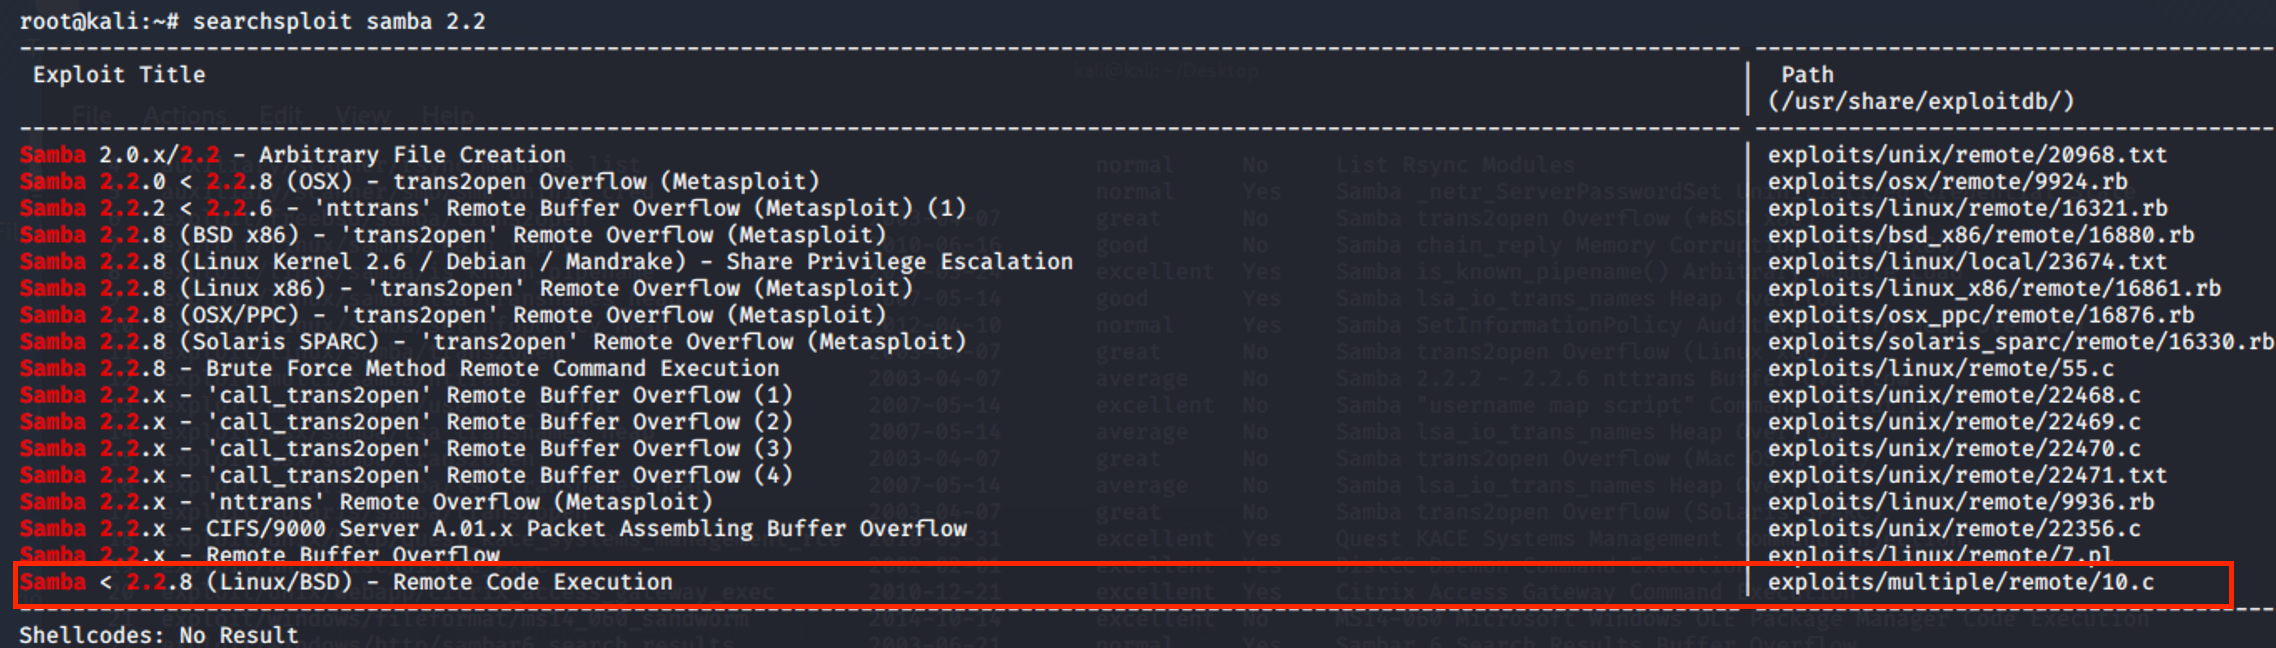 root@kali:~# searchsploit samba 2.2
Exploit Title | Path
| (/usr/share/exploitdb/)
Samba 2.0.x/2.2 - Arbitrary File Creation | exploits/unix/remote/20968.txt
Samba 2.2.0 < 2.2.8 (OSX) - trans2open Overflow (Metasploit) | exploits/osx/remote/9924.rb
Samba 2.2.2 < 2.2.6 - 'nttrans' Remote Buffer Overflow (Metasploit) (1) | exploits/linux/remote/16321.rb
Samba 2.2.8 (BSD x86) - 'trans2open' Remote Overflow (Metasploit) | exploits/bsd_x86/remote/16880.rb
Samba 2.2.8 (Linux Kernel 2.6 / Debian / Mandrake) - Share Privilege Escalation | exploits/linux/local/23674.txt
Samba 2.2.8 (Linux x86) - 'trans2open' Remote Overflow (Metasploit) | exploits/linux_x86/remote/16861.rb
Samba 2.2.8 (OSX/PPC) - 'trans2open' Remote Overflow (Metasploit) | exploits/osx_ppc/remote/16876.rb
Samba 2.2.8 (Solaris SPARC) - 'trans2open' Remote Overflow (Metasploit) | exploits/solaris_sparc/remote/16330.rb
Samba 2.2.8 - Brute Force Method Remote Command Execution | exploits/linux/remote/55.c
Samba 2.2.x - 'call_trans2open' Remote Buffer Overflow (1) | exploits/unix/remote/22468.c
Samba 2.2.x - 'call_trans2open' Remote Buffer Overflow (2) | exploits/unix/remote/22469.c
Samba 2.2.x - 'call_trans2open' Remote Buffer Overflow (3) | exploits/unix/remote/22470.c
Samba 2.2.x - 'call_trans2open' Remote Buffer Overflow (4) | exploits/unix/remote/22471.txt
Samba 2.2.x - 'nttrans' Remote Overflow (Metasploit) | exploits/linux/remote/9936.rb
Samba 2.2.x - CIFS/9000 Server A.01.x Packet Assembling Buffer Overflow | exploits/unix/remote/22356.c
Samba 2.2.x - Remote Buffer Overflow | exploits/linux/remote/7.pl
Samba < 2.2.8 (Linux/BSD) - Remote Code Execution | exploits/multiple/remote/10.c
Shellcodes: No Result